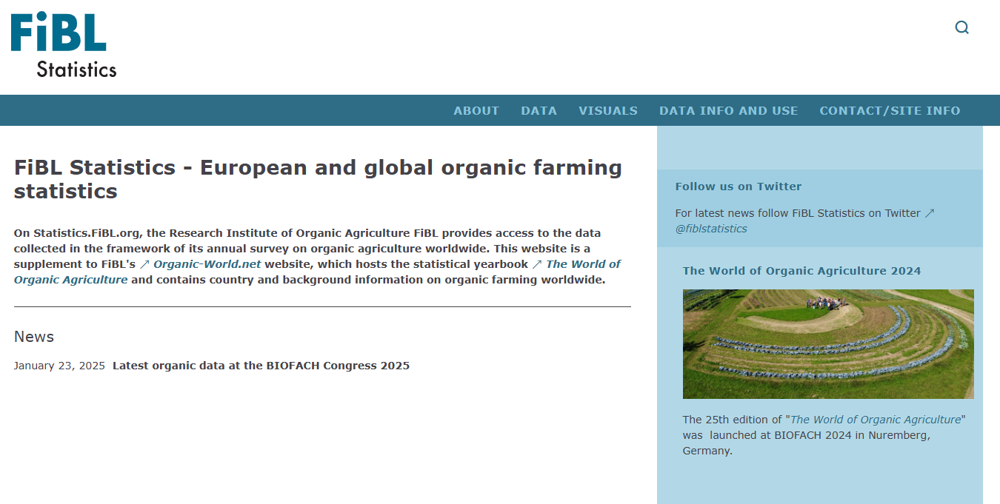 FiBL
Statistics
ABOUT DATA VISUALS DATA INFO AND USE CONTACT/SITE INFO
FiBL Statistics - European and global organic farming
statistics
On Statistics.FiBL.org, the Research Institute of Organic Agriculture FiBL provides access to the data
collected in the framework of its annual survey on organic agriculture worldwide. This website is a
supplement to FiBL's ↗ Organic-World.net website, which hosts the statistical yearbook ↗ The World of
Organic Agriculture and contains country and background information on organic farming worldwide.
News
January 23, 2025 Latest organic data at the BIOFACH Congress 2025
Follow us on Twitter
For latest news follow FiBL Statistics on Twitter ↗
@fiblstatistics
The World of Organic Agriculture 2024
The 25th edition of "The World of Organic Agriculture"
was launched at BIOFACH 2024 in Nuremberg,
Germany.